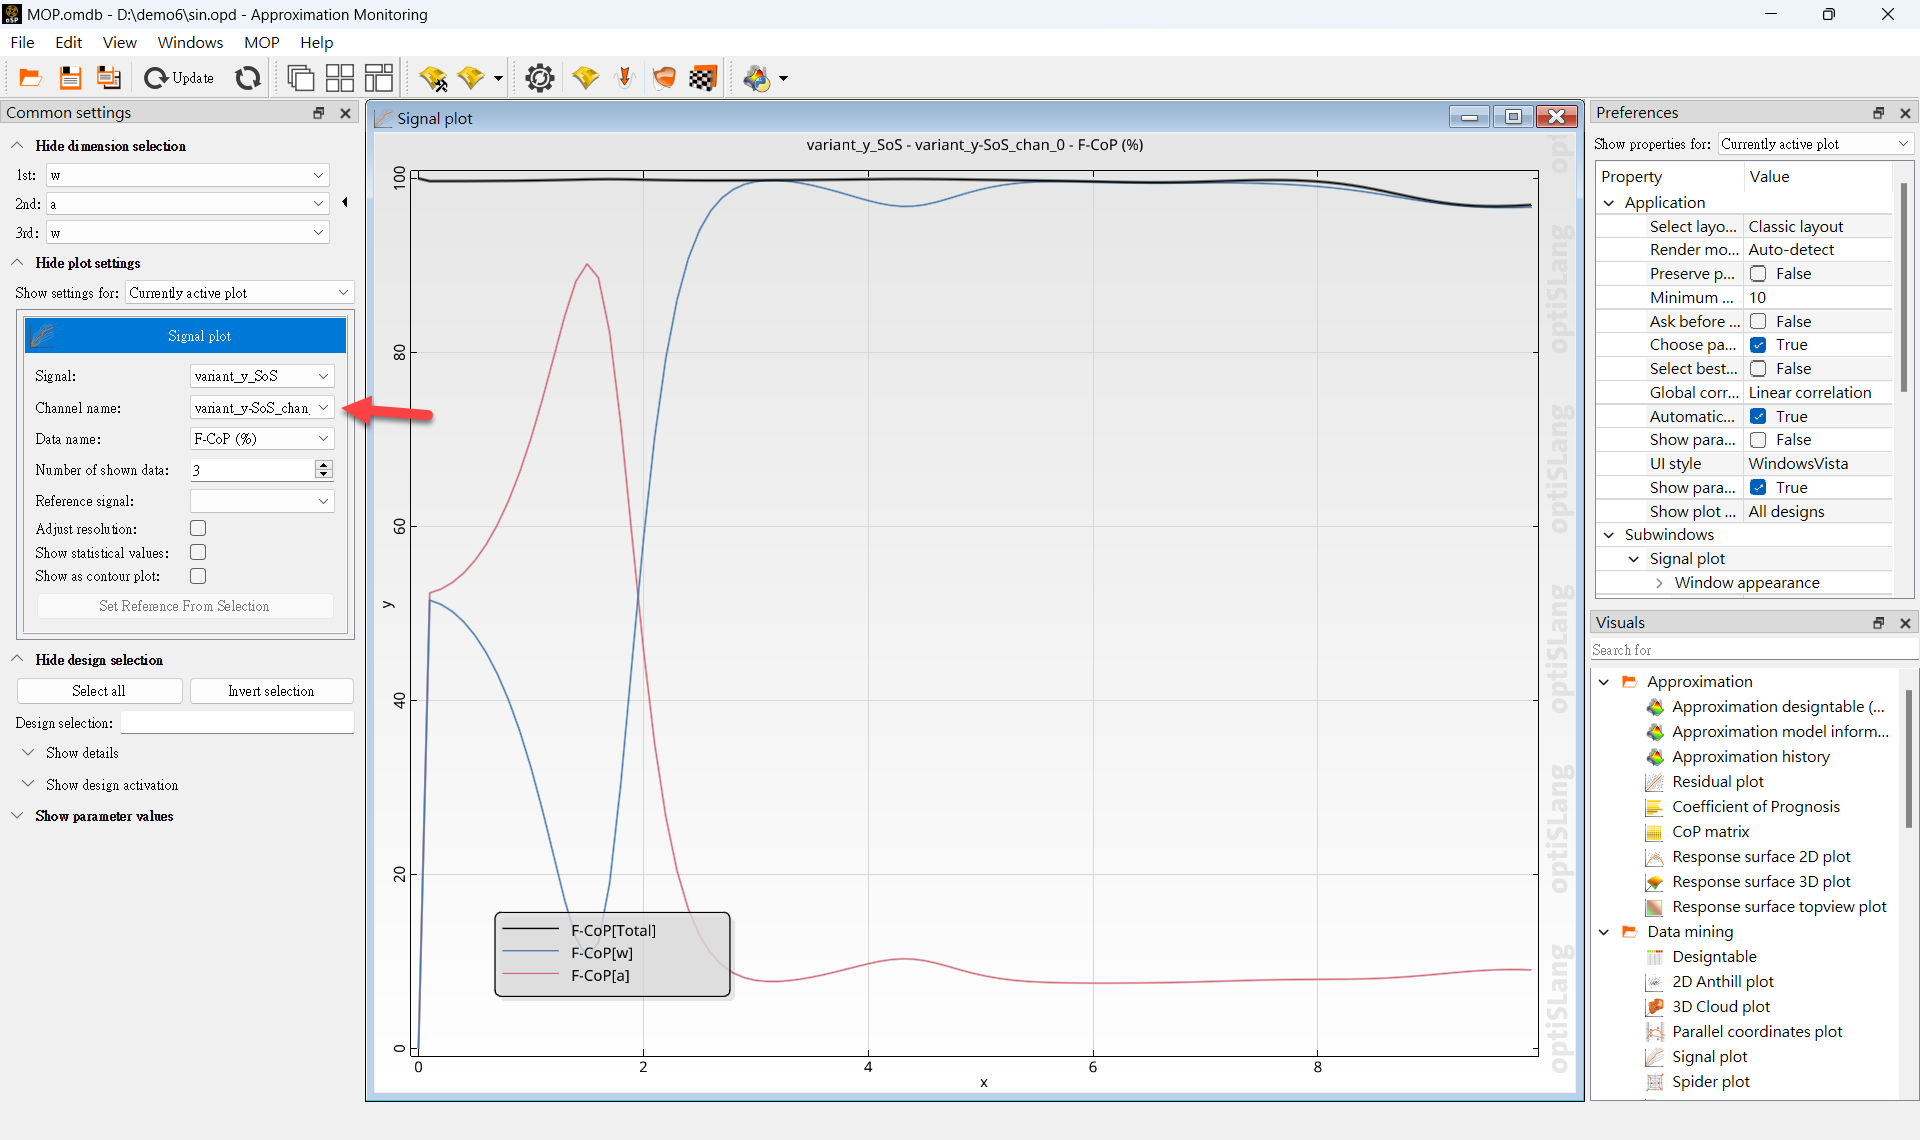 MOP.omdb - D:\demo6\sin.opd - Approximation Monitoring
File Edit View Windows MOP Help
Update
Common settings
Hide dimension selection
1st: w
2nd: a
3rd: w
Hide plot settings
Show settings for: Currently active plot
Signal plot
Signal: variant_y_SoS
Channel name: variant_y-SoS_chan_
Data name: F-CoP (%)
Number of shown data: 3
Reference signal:
Adjust resolution:
Show statistical values:
Show as contour plot:
Set Reference From Selection
Hide design selection
Select all Invert selection
Design selection:
Show details
Show design activation
Show parameter values
Signal plot
variant_y_SoS - variant_y-SoS_chan_0 - F-CoP (%)
100
80
60
40
20
0
y
0 2 4 6 8
x
F-CoP[Total]
F-CoP[w]
F-CoP[a]
optiSLang
optiSLang
optiSLang
optiSLang
optiSLang
Preferences
Show properties for: Currently active plot
Property Value
Application
Select layo... Classic layout
Render mo... Auto-detect
Preserve p... False
Minimum ... 10
Ask before ... False
Choose pa... True
Select best... False
Global corr... Linear correlation
Automatic... True
Show para... False
UI style WindowsVista
Show para... True
Show plot ... All designs
Subwindows
Signal plot
Window appearance
Visuals
Search for
Approximation
Approximation designtable (...
Approximation model inform...
Approximation history
Residual plot
Coefficient of Prognosis
CoP matrix
Response surface 2D plot
Response surface 3D plot
Response surface topview plot
Data mining
Designtable
2D Anthill plot
3D Cloud plot
Parallel coordinates plot
Signal plot
Spider plot